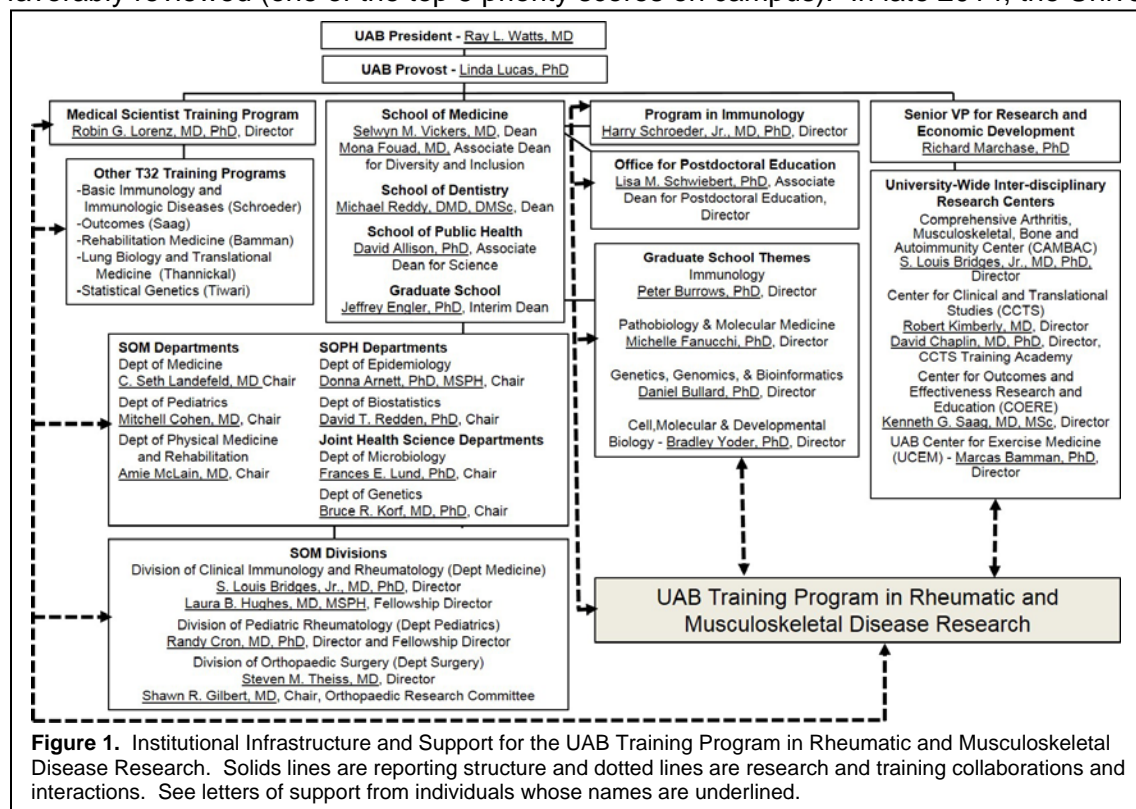 favorably reviewed (one of the top 5 priority scores on campus). In late 2014, the
UAB President - Ray L. Watts, MD
UAB Provost - Linda Lucas, PhD
Medical Scientist Training Program
Robin G. Lorenz, MD, PhD, Director
Other T32 Training Programs
-Basic Immunology and
Immunologic Diseases (Schroeder)
-Outcomes (Saag)
-Rehabilitation Medicine (Bamman)
-Lung Biology and Translational
Medicine (Thannickal)
-Statistical Genetics (Tiwari)
School of Medicine
Selwyn M. Vickers, MD, Dean
Mona Fouad, MD, Associate Dean
for Diversity and Inclusion
School of Dentistry
Michael Reddy, DMD, DMSc, Dean
School of Public Health
David Allison, PhD, Associate
Dean for Science
Graduate School
Jeffrey Engler, PhD, Interim Dean
Program in Immunology
Harry Schroeder, Jr., MD, PhD, Director
Office for Postdoctoral Education
Lisa M. Schwiebert, PhD, Associate
Dean for Postdoctoral Education,
Director
Graduate School Themes
Immunology
Peter Burrows, PhD, Director
Pathobiology & Molecular Medicine
Michelle Fanucchi, PhD, Director
Genetics, Genomics, & Bioinformatics
Daniel Bullard, PhD, Director
Cell,Molecular & Developmental
Biology - Bradley Yoder, PhD, Director
Senior VP for Research and
Economic Development
Richard Marchase, PhD
University-Wide Inter-disciplinary
Research Centers
Comprehensive Arthritis,
Musculoskeletal, Bone and
Autoimmunity Center (CAMBAC)
S. Louis Bridges, Jr., MD, PhD,
Director
Center for Clinical and Translational
Studies (CCTS)
Robert Kimberly, MD, Director
David Chaplin, MD, PhD, Director,
CCTS Training Academy
Center for Outcomes and
Effectiveness Research and
Education (COERE)
Kenneth G. Saag, MD, MSc, Director
UAB Center for Exercise Medicine
(UCEM) - Marcas Bamman, PhD,
Director
SOM Departments
Dept of Medicine
C. Seth Landefeld, MD Chair
Dept of Pediatrics
Mitchell Cohen, MD, Chair
Dept of Physical Medicine
and Rehabilitation
Amie McLain, MD, Chair
SOPH Departments
Dept of Epidemiology
Donna Arnett, PhD, MSPH, Chair
Dept of Biostatistics
David T. Redden, PhD, Chair
Joint Health Science Departments
Dept of Microbiology
Frances E. Lund, PhD, Chair
Dept of Genetics
Bruce R. Korf, MD, PhD, Chair
SOM Divisions
Division of Clinical Immunology and Rheumatology (Dept Medicine)
S. Louis Bridges, Jr., MD, PhD, Director
Laura B. Hughes, MD, MSPH, Fellowship Director
Division of Pediatric Rheumatology (Dept Pediatrics)
Randy Cron, MD, PhD, Director and Fellowship Director
Division of Orthopaedic Surgery (Dept Surgery)
Steven M. Theiss, MD, Director
Shawn R. Gilbert, MD, Chair, Orthopaedic Research Committee
UAB Training Program in Rheumatic and
Musculoskeletal Disease Research
Figure 1. Institutional Infrastructure and Support for the UAB Training Program in Rheumatic and Musculoskeletal
Disease Research. Solids lines are reporting structure and dotted lines are research and training collaborations and
interactions. See letters of support from individuals whose names are underlined.